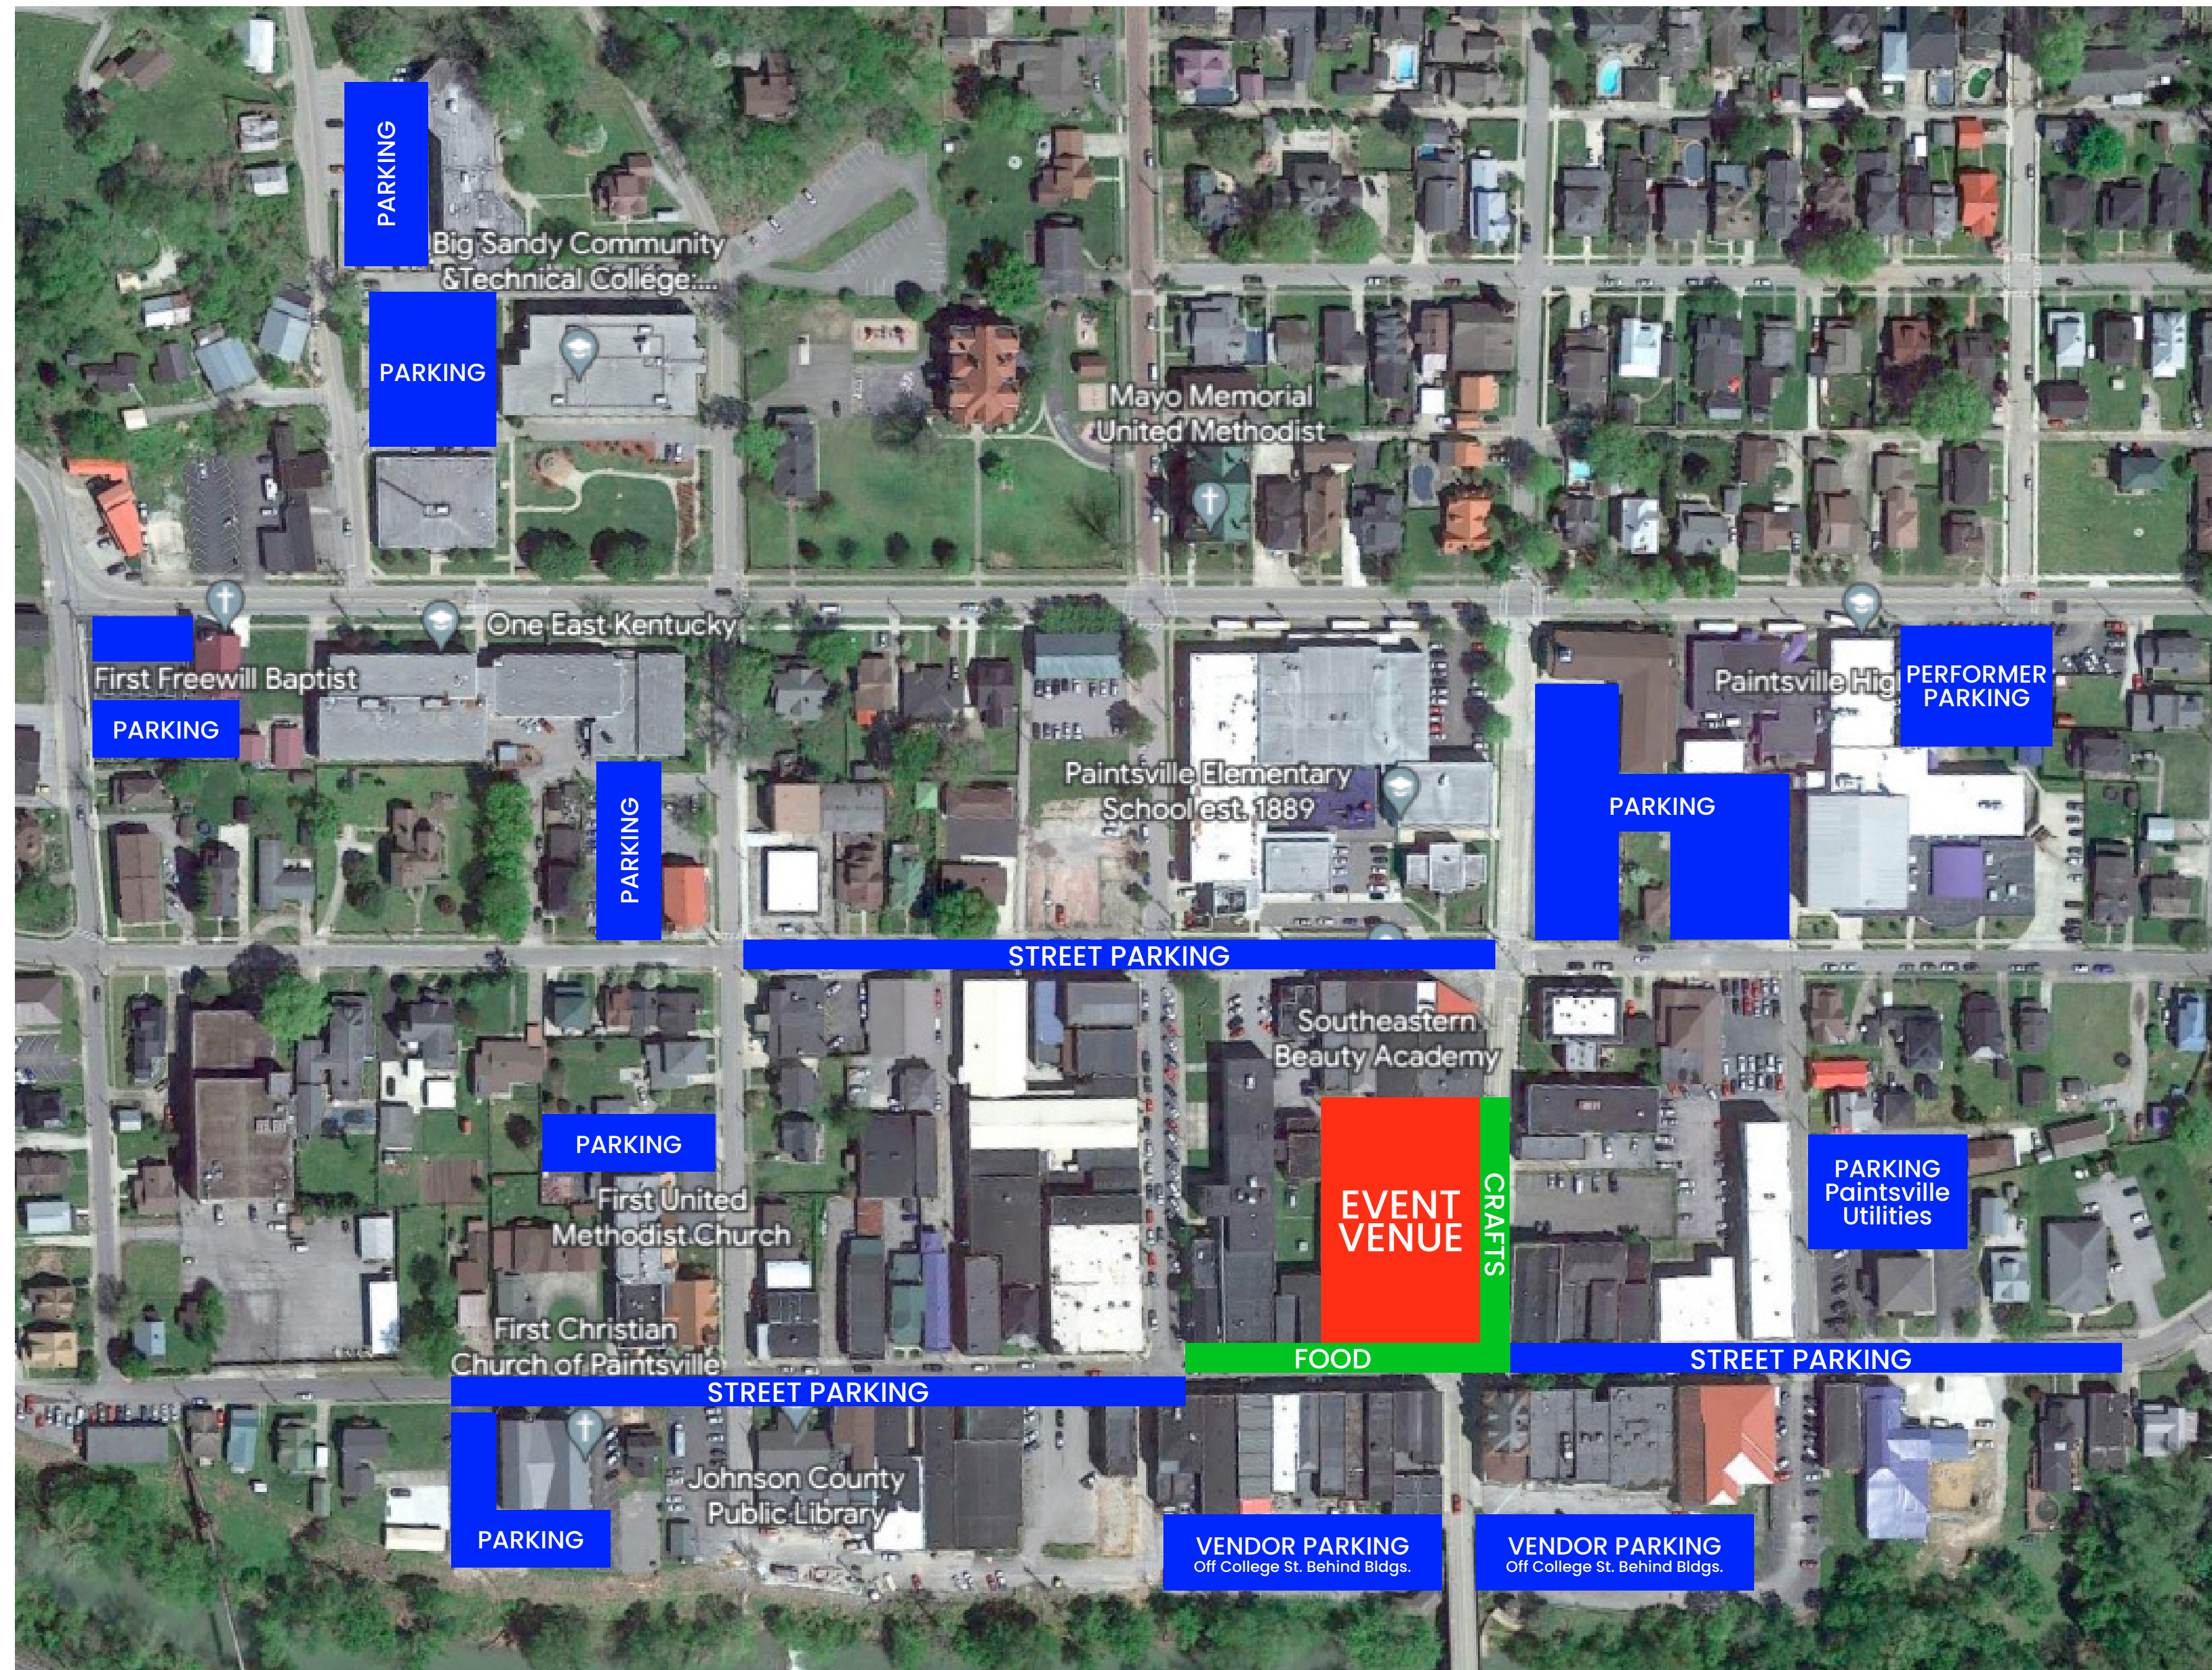 PARKING
Big Sandy Community
&Technical College:...
PARKING
Mayo Memorial
United Methodist
One East Kentucky
First Freewill Baptist
PARKING
Paintsville Hig
PERFORMER
PARKING
PARKING
Paintsville Elementary
School est. 1889
PARKING
STREET PARKING
Southeastern
Beauty Academy
PARKING
First United
Methodist Church
EVENT
VENUE
CRAFTS
PARKING
Paintsville
Utilities
First Christian
Church of Paintsville
FOOD
STREET PARKING
STREET PARKING
Johnson County
Public Library
PARKING
VENDOR PARKING
Off College St. Behind Bldgs.
VENDOR PARKING
Off College St. Behind Bldgs.